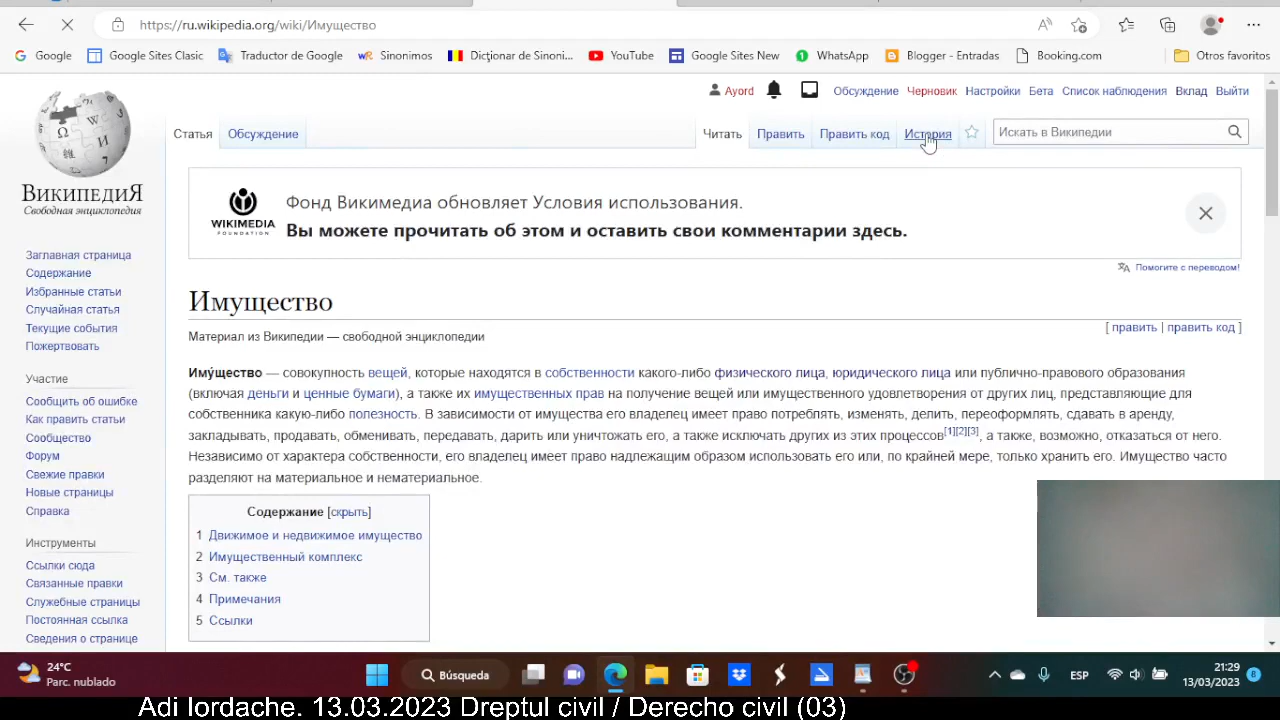 https://ru.wikipedia.org/wiki/Имущество
Google
Google Sites Clasic
Traductor de Google
Sinonimos
Dicționar de Sinoni...
YouTube
Google Sites New
WhatsApp
Blogger - Entradas
Booking.com
Otros favoritos
Ayord
Обсуждение
Черновик
Настройки
Бета
Список наблюдения
Вклад
Выйти
Статья
Обсуждение
Читать
Править
Править код
История
Искать в Википедии
ВИКИПЕДИЯ
Свободная энциклопедия
WIKIMEDIA
FOUNDATION
Фонд Викимедиа обновляет Условия использования.
Вы можете прочитать об этом и оставить свои комментарии здесь.
Помогите с переводом!
Заглавная страница
Содержание
Избранные статьи
Случайная статья
Текущие события
Пожертвовать
Участие
Сообщить об ошибке
Как править статьи
Сообщество
Форум
Свежие правки
Новые страницы
Справка
Инструменты
Ссылки сюда
Связанные правки
Служебные страницы
Постоянная ссылка
Сведения о странице
Имущество
Материал из Википедии — свободной энциклопедии
[ править | править код ]
Иму́щество — совокупность вещей, которые находятся в собственности какого-либо физического лица, юридического лица или публично-правового образования
(включая деньги и ценные бумаги), а также их имущественных прав на получение вещей или имущественного удовлетворения от других лиц, представляющие для
собственника какую-либо полезность. В зависимости от имущества его владелец имеет право потреблять, изменять, делить, переоформлять, сдавать в аренду,
закладывать, продавать, обменивать, передавать, дарить или уничтожать его, а также исключать других из этих процессов[1][2][3], а также, возможно, отказаться от него.
Независимо от характера собственности, его владелец имеет право надлежащим образом использовать его или, по крайней мере, только хранить его. Имущество часто
разделяют на материальное и нематериальное.
Содержание [скрыть]
1 Движимое и недвижимое имущество
2 Имущественный комплекс
3 См. также
4 Примечания
5 Ссылки
24°C
Parc. nublado
Búsqueda
ESP
21:29
13/03/2023
8
Adi Iordache. 13.03.2023 Dreptul civil / Derecho civil (03)